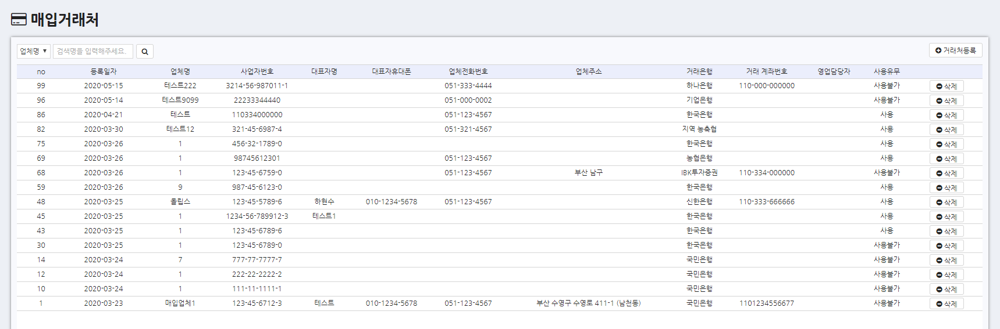 매입거래처
업체명 ▼ 검색명을 입력해주세요. 거래처등록
no 등록일자 업체명 사업자번호 대표자명 대표자휴대폰 업체전화번호 업체주소 거래은행 거래 계좌번호 영업담당자 사용유무
99 2020-05-15 테스트222 3214-56-987011-1 051-333-4444 하나은행 110-000-000000 사용불가 삭제
96 2020-05-14 테스트9099 22233344440 051-000-0002 기업은행 사용불가 삭제
86 2020-04-21 테스트 110334000000 051-123-4567 한국은행 사용 삭제
82 2020-03-30 테스트12 321-45-6987-4 051-321-4567 지역 농축협 사용 삭제
75 2020-03-26 1 456-32-1789-0 한국은행 사용 삭제
69 2020-03-26 1 98745612301 051-123-4567 농협은행 사용 삭제
68 2020-03-26 1 123-45-6759-0 051-123-4567 부산 남구 IBK투자증권 110-334-000000 사용불가 삭제
59 2020-03-26 9 987-45-6123-0 한국은행 사용 삭제
48 2020-03-25 올립스 123-45-5789-6 하현수 010-1234-5678 051-123-4567 신한은행 110-333-666666 사용 삭제
45 2020-03-25 1 1234-56-789912-3 테스트1 한국은행 사용 삭제
43 2020-03-25 1 123-45-6789-6 한국은행 사용 삭제
30 2020-03-25 1 123-45-6789-0 한국은행 사용불가 삭제
14 2020-03-24 7 777-77-7777-7 국민은행 사용불가 삭제
12 2020-03-24 1 222-22-2222-2 국민은행 사용불가 삭제
10 2020-03-24 1 111-11-1111-1 국민은행 사용불가 삭제
1 2020-03-23 매입업체1 123-45-6712-3 테스트 010-1234-5678 051-123-4567 부산 수영구 수영로 411-1 (남천동) 국민은행 1101234556677 사용불가 삭제